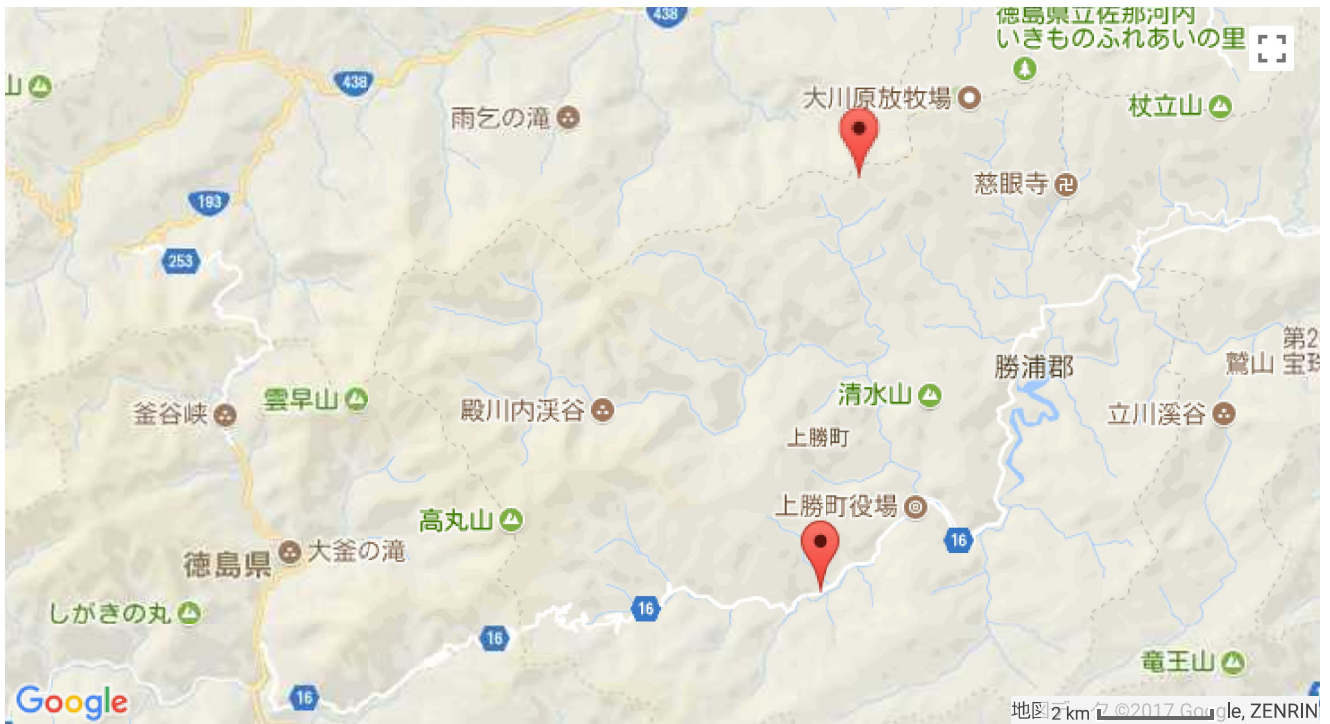 438
徳島県立佐那河内
いきものふれあいの里
山
438
大川原放牧場
雨乞の滝
杖立山
慈眼寺
193
253
第2
鷲山 宝珠
勝浦郡
雲早山
釜谷峡
殿川内渓谷
清水山
立川溪谷
上勝町
上勝町役場
高丸山
16
徳島県
大釜の滝
しがきの丸
16
16
竜王山
16
Google
地図データ ©2017 Google, ZENRIN
2 km